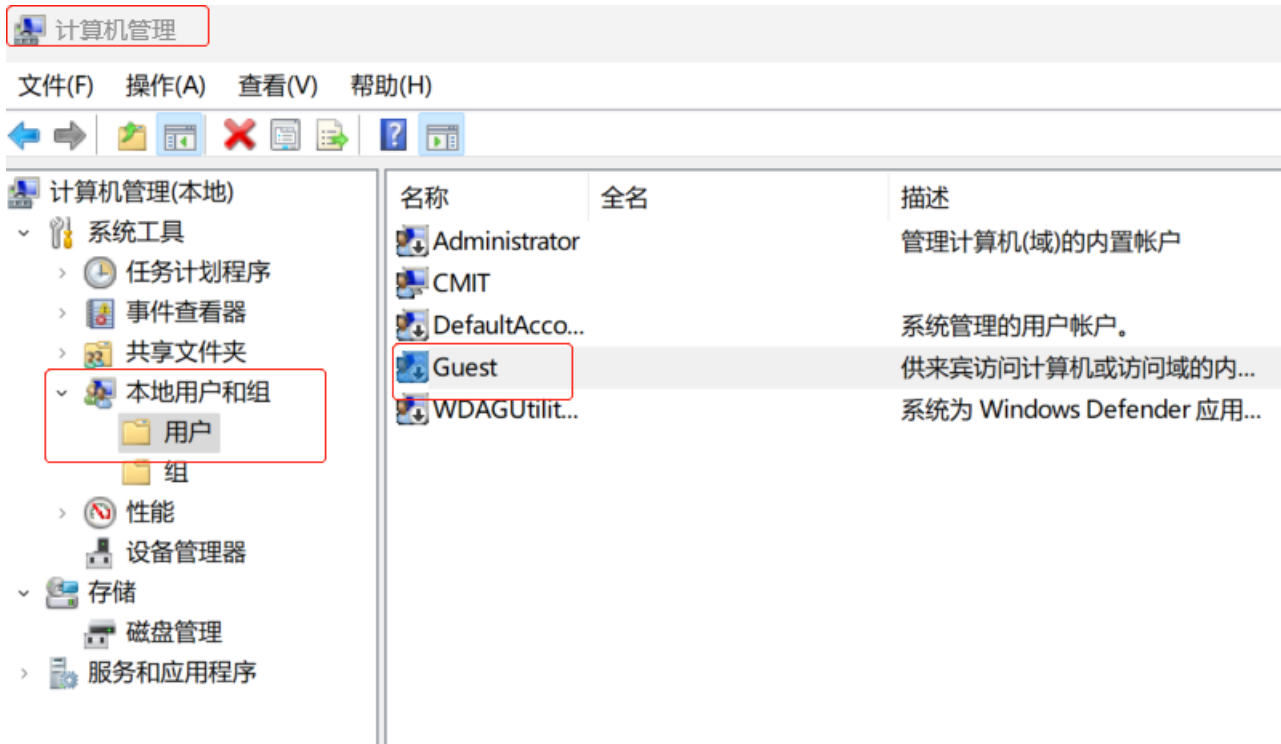 计算机管理
文件(F) 操作(A) 查看(V) 帮助(H)
计算机管理(本地)
系统工具
任务计划程序
事件查看器
共享文件夹
本地用户和组
用户
组
性能
设备管理器
存储
磁盘管理
服务和应用程序
名称 全名 描述
Administrator 管理计算机(域)的内置帐户
CMIT
DefaultAcco... 系统管理的用户帐户。
Guest 供来宾访问计算机或访问域的内...
WDAGUtilit... 系统为 Windows Defender 应用...